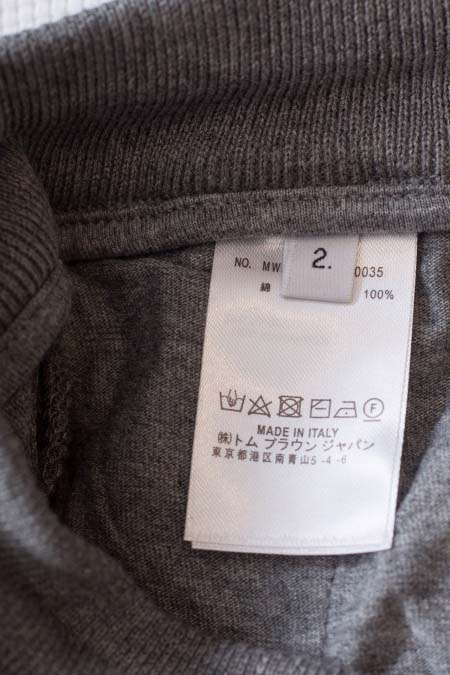 2.
NO. MW 0035
綿 100%
F
MADE IN ITALY
(株)トム ブラウン ジャパン
東京都港区南青山5-4-6